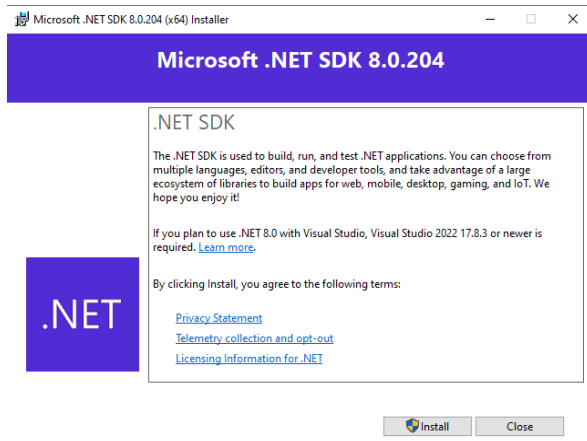 Microsoft .NET SDK 8.0.204 (x64) Installer
Microsoft .NET SDK 8.0.204
.NET SDK
The .NET SDK is used to build, run, and test .NET applications. You can choose from
multiple languages, editors, and developer tools, and take advantage of a large
ecosystem of libraries to build apps for web, mobile, desktop, gaming, and IoT. We
hope you enjoy it!
If you plan to use .NET 8.0 with Visual Studio, Visual Studio 2022 17.8.3 or newer is
required. Learn more.
By clicking Install, you agree to the following terms:
.NET
Privacy Statement
Telemetry collection and opt-out
Licensing Information for .NET
Install
Close